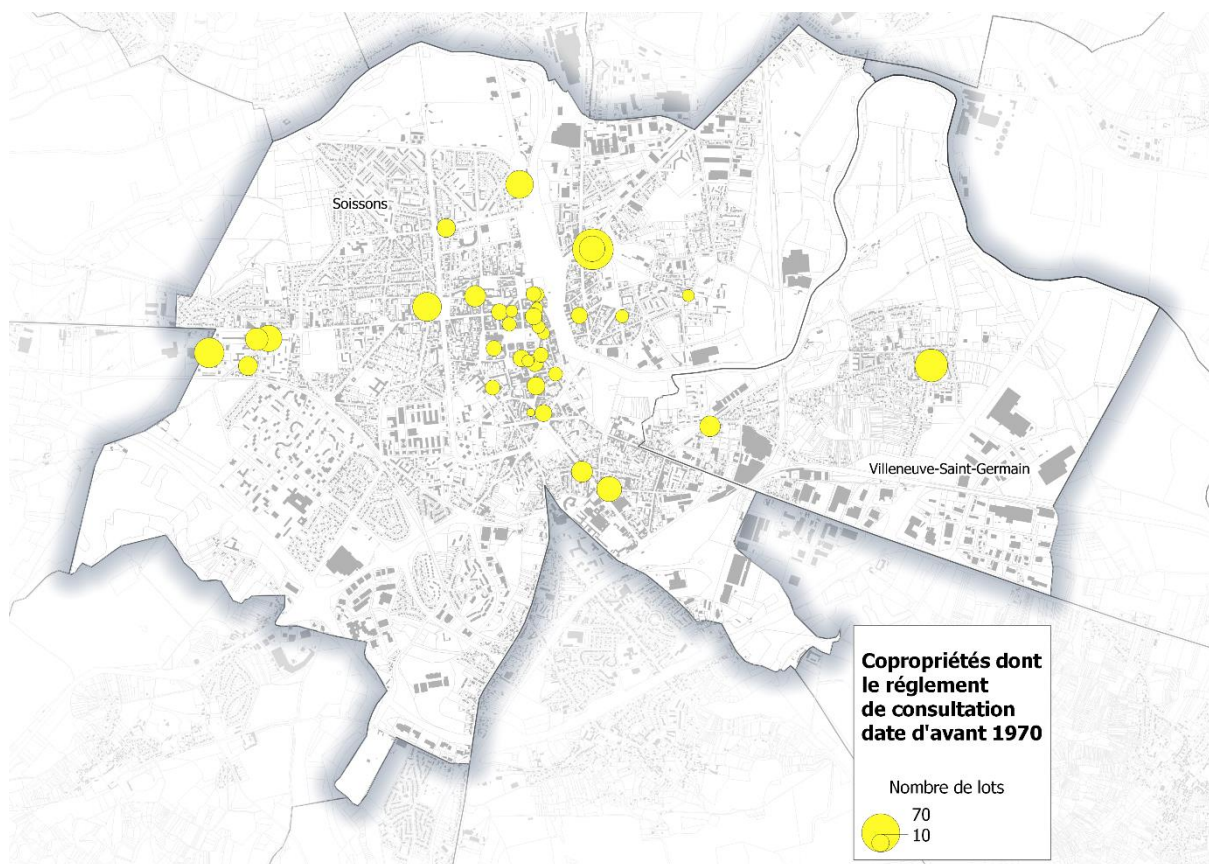 Soissons
Villeneuve-Saint-Germain
Copropriétés dont
le réglement
de consultation
date d'avant 1970
Nombre de lots
70
10